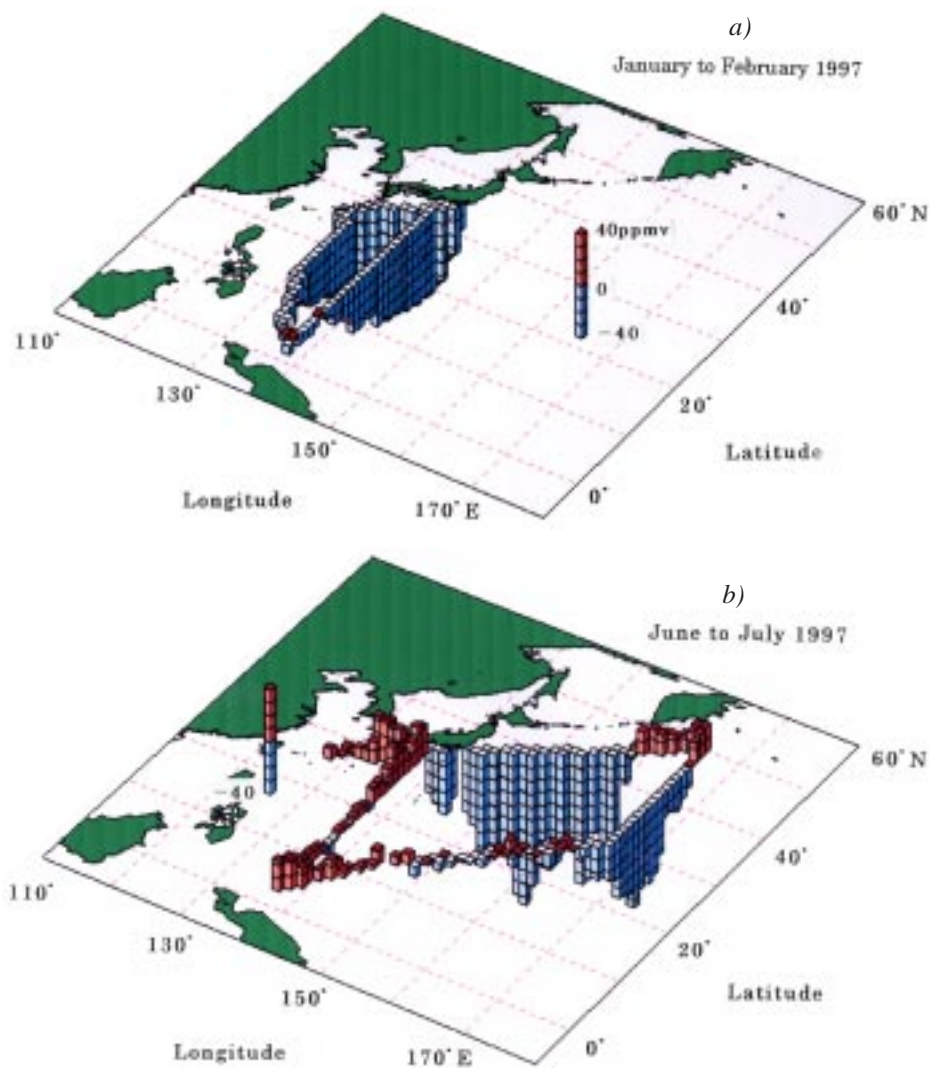 a)
January to February 1997
60°N
40ppmv
0
40°
-40
110°
20°
130°
Latitude
150°
Longitude
0°
170°E
b)
June to July 1997
60°N
-40
40°
110°
20°
130°
Latitude
150°
0°
Longitude
170°E